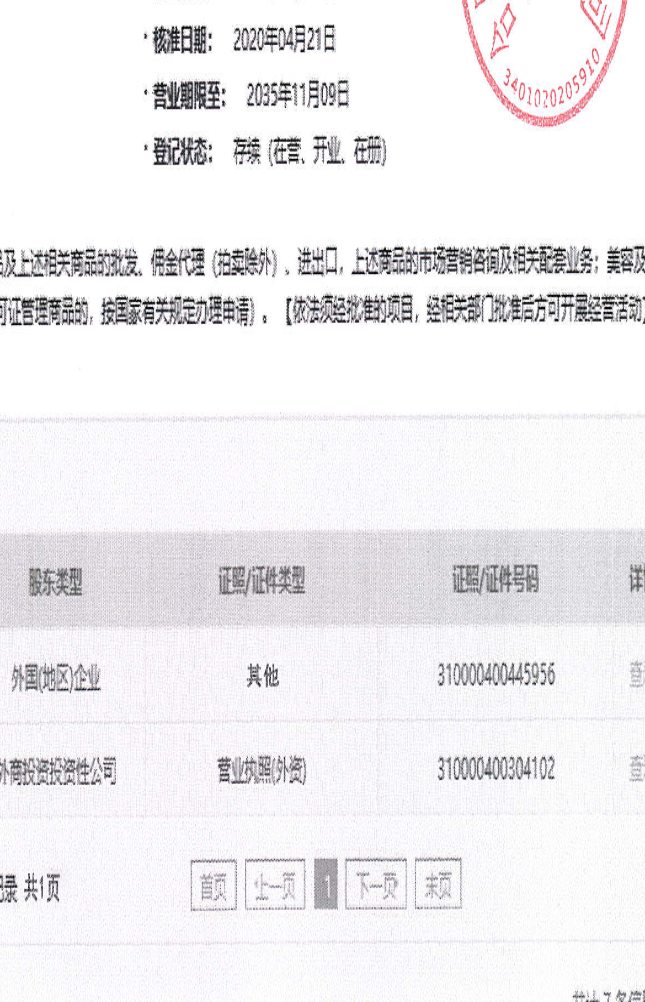 · 核准日期： 2020年04月21日
· 营业期限至： 2035年11月09日
· 登记状态： 存续（在营、开业、在册）
3401020205910
及上述相关商品的批发、佣金代理（拍卖除外）、进出口，上述商品的市场营销咨询及相关配套业务；美容及
可证管理商品的，按国家有关规定办理申请）。【依法须经批准的项目，经相关部门批准后方可开展经营活动】
股东类型 证照/证件类型 证照/证件号码 详
外国(地区)企业 其他 310000400445956 查
外商投资投资性公司 营业执照(外资) 310000400304102 查
记录 共1页 首页 上一页 1 下一页 末页